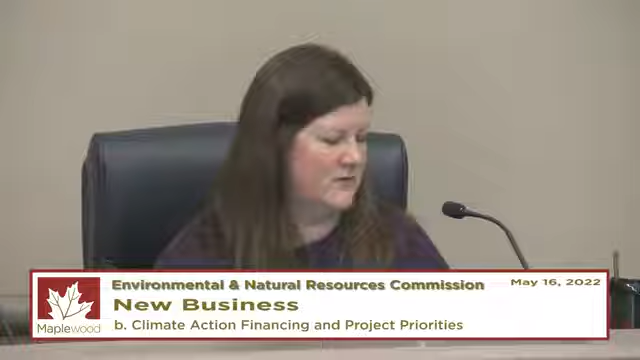 Environmental & Natural Resources Commission
May 16, 2022
New Business
b. Climate Action Financing and Project Priorities
Maplewood